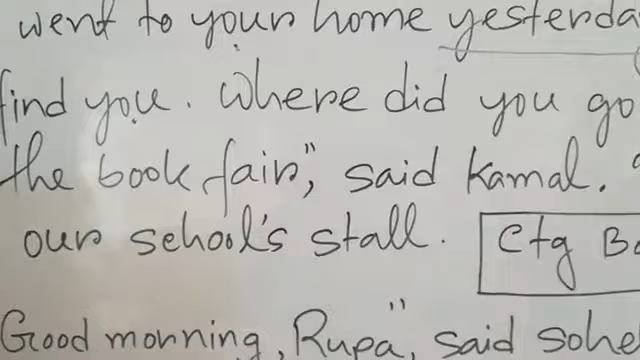 went to your home yesterda
find you. Where did you go
the book fair", said Kamal. "
our school's stall. Ctg Bo
Good morning, Rupa", said sohe